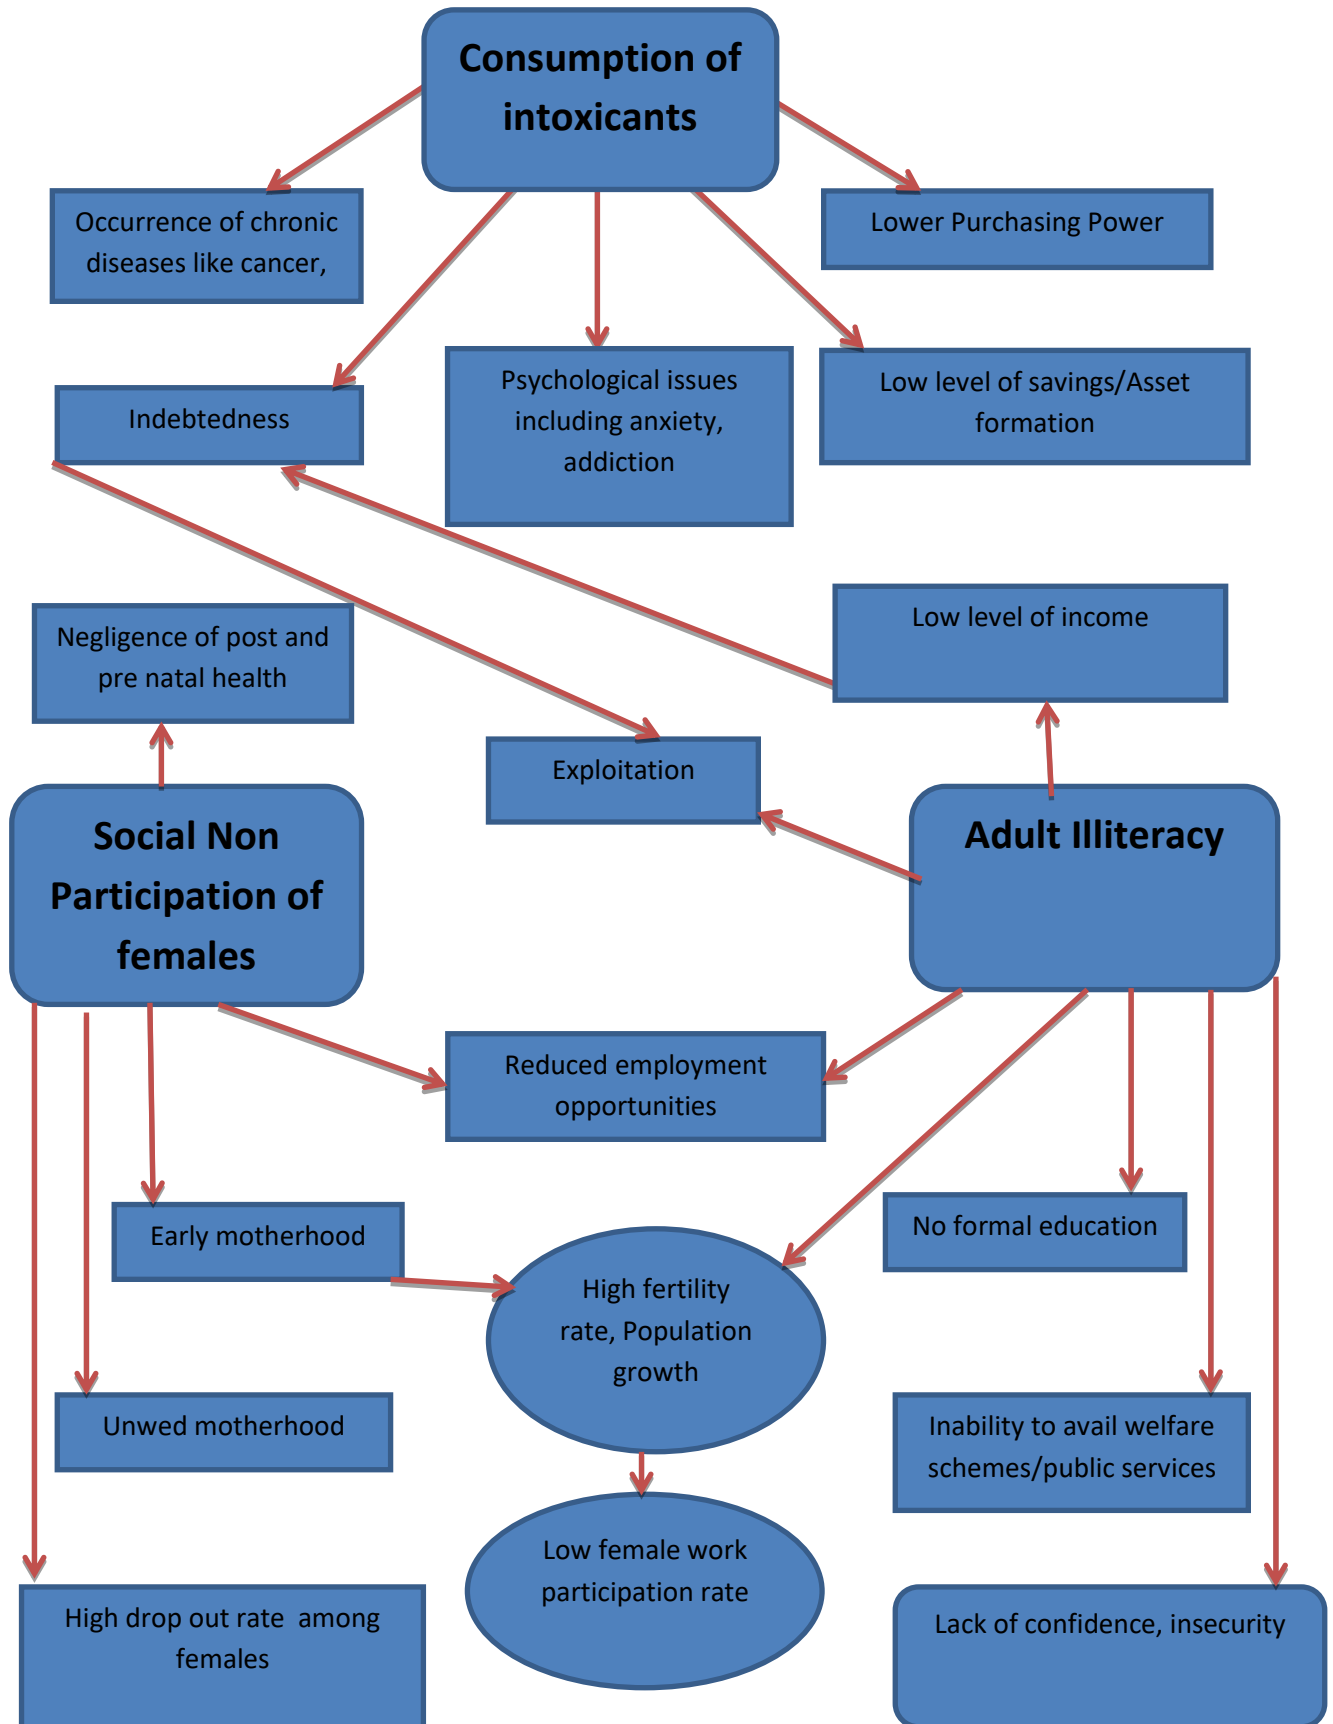 Consumption of
intoxicants
Occurrence of chronic
diseases like cancer,
Lower Purchasing Power
Indebtedness
Psychological issues
including anxiety,
addiction
Low level of savings/Asset
formation
Negligence of post and
pre natal health
Low level of income
Exploitation
Social Non
Participation of
females
Adult Illiteracy
Reduced employment
opportunities
Early motherhood
No formal education
High fertility
rate, Population
growth
Unwed motherhood
Inability to avail welfare
schemes/public services
Low female work
participation rate
High drop out rate  among
females
Lack of confidence, insecurity